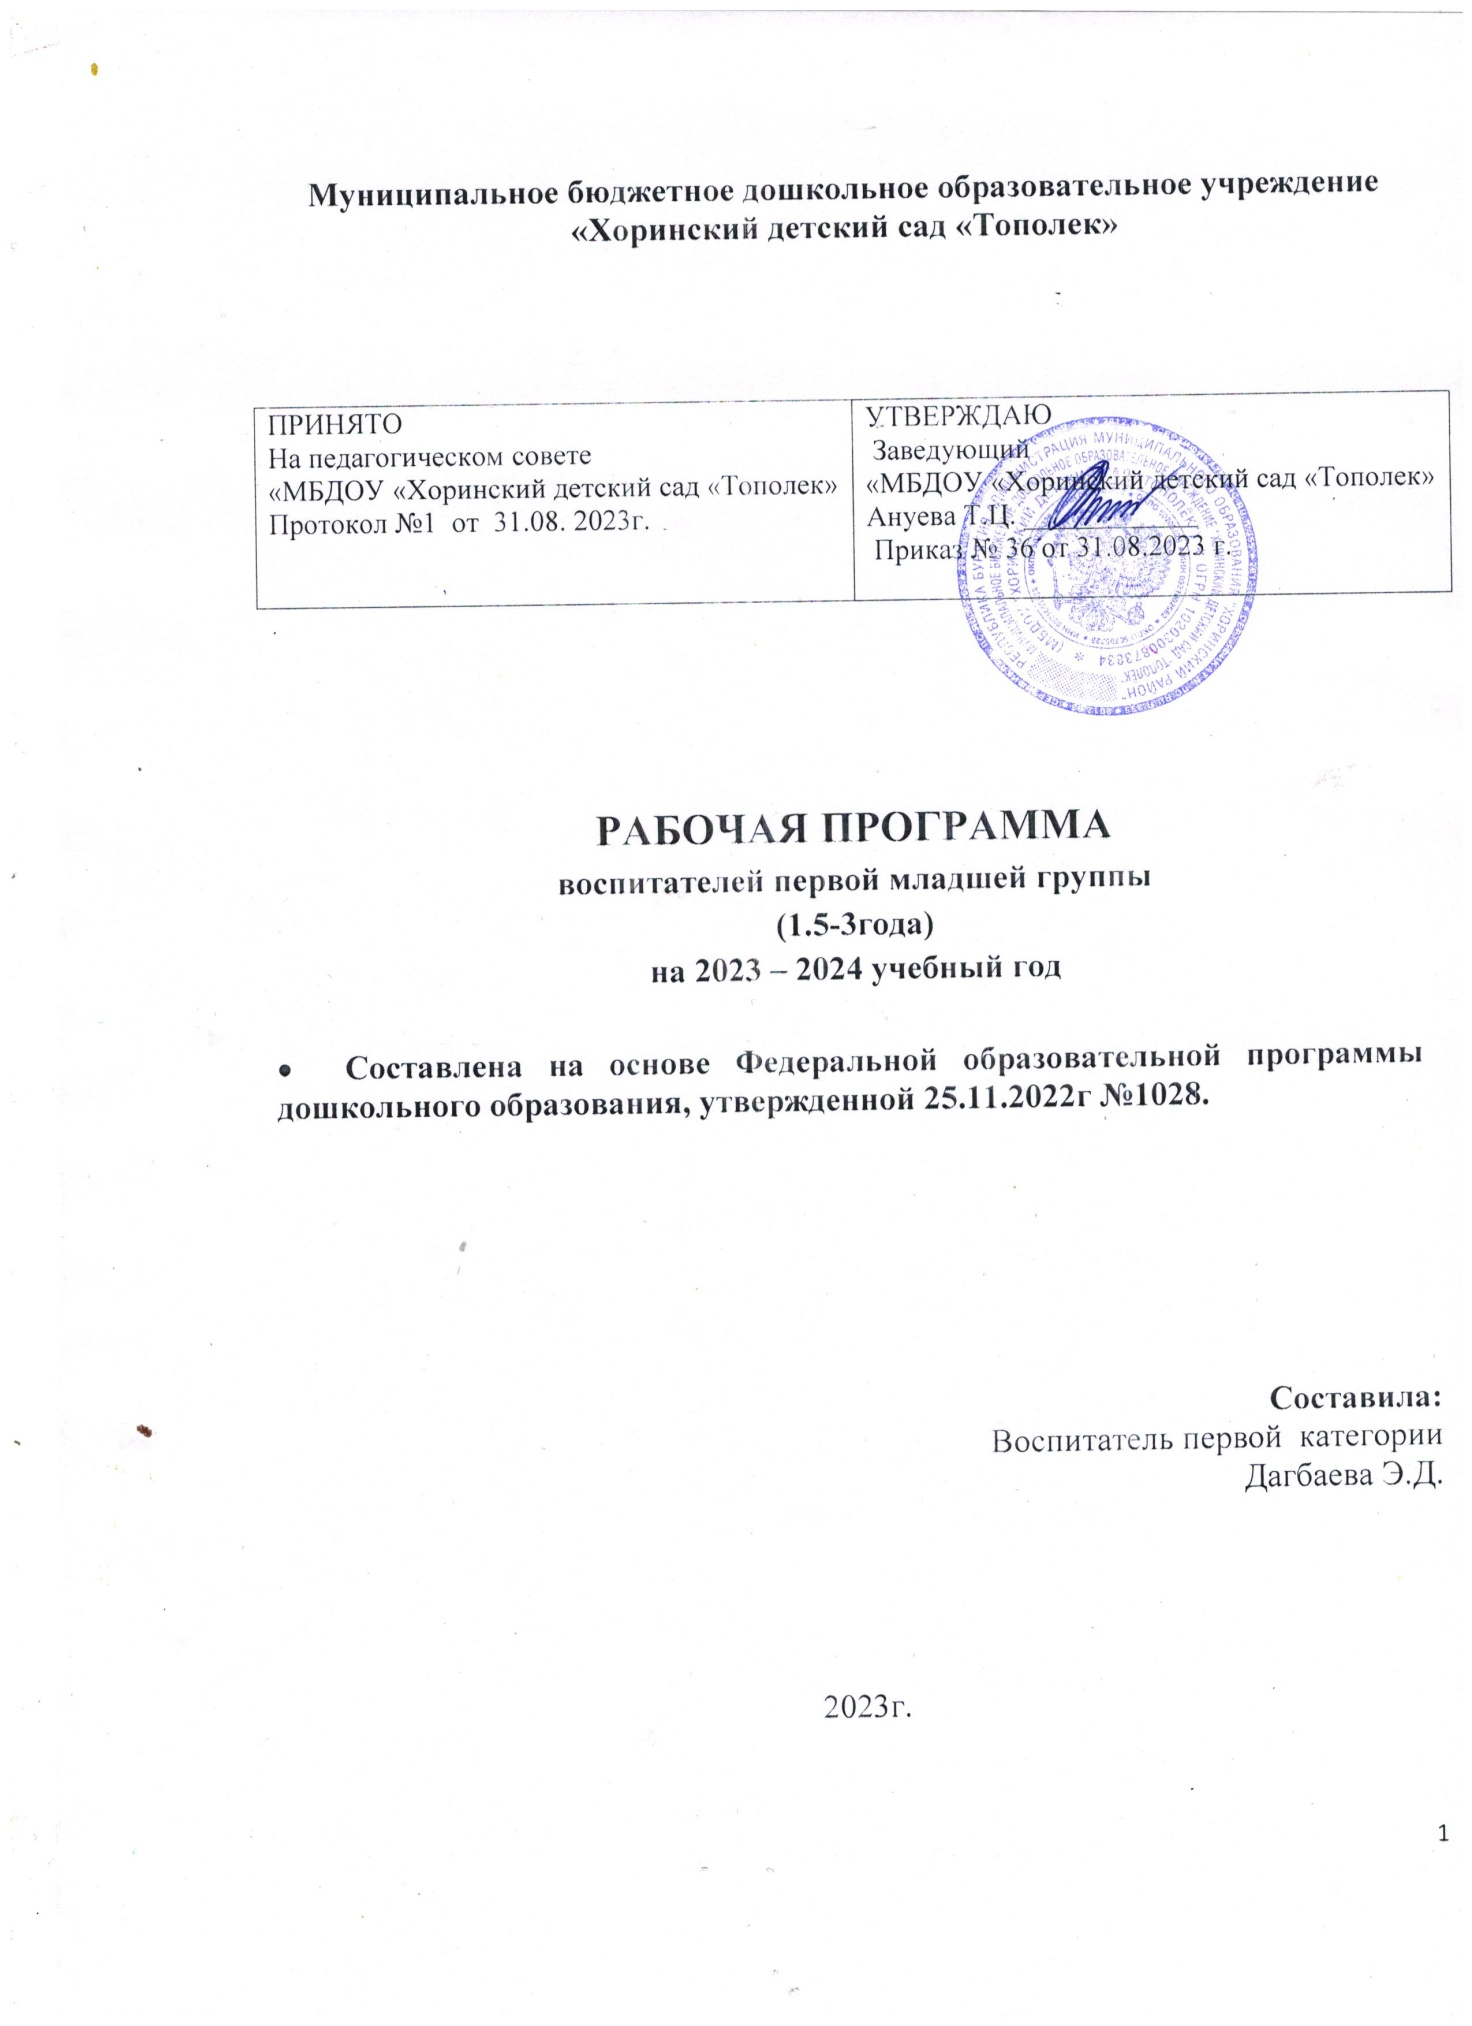 Муниципальное бюджетное дошкольное образовательное учреждение
«Хоринский детский сад «Тополек»
ПРИНЯТО
На педагогическом совете
«МБДОУ «Хоринский детский сад «Тополек»
Протокол №1 от 31.08. 2023г.
УТВЕРЖДАЮ
Заведующий
«МБДОУ «Хоринский детский сад «Тополек»
Ануева Т.Ц. ____________
Приказ № 36 от 31.08.2023 г.
РАБОЧАЯ ПРОГРАММА
воспитателей первой младшей группы
(1.5-3года)
на 2023 – 2024 учебный год
• Составлена на основе Федеральной образовательной программы
дошкольного образования, утвержденной 25.11.2022г №1028.
Составила:
Воспитатель первой категории
Дагбаева Э.Д.
2023г.
1